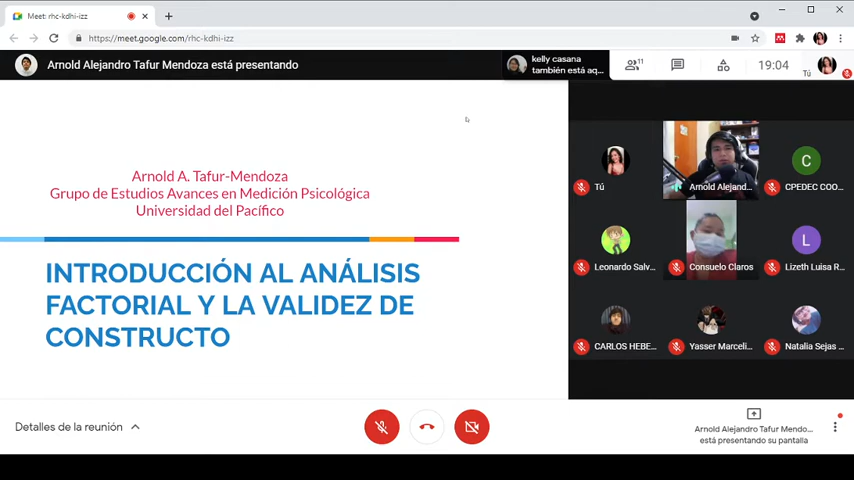 Meet: rhc-kdhi-izz
https://meet.google.com/rhc-kdhi-izz
Arnold Alejandro Tafur Mendoza está presentando
kelly casana
también está aq...
11
19:04
Tú
Arnold A. Tafur-Mendoza
Grupo de Estudios Avances en Medición Psicológica
Universidad del Pacífico
INTRODUCCIÓN AL ANÁLISIS
FACTORIAL Y LA VALIDEZ DE
CONSTRUCTO
C
Tú
Arnold Alejand...
CPEDEC COO...
L
Leonardo Salv...
Consuelo Claros
Lizeth Luisa R...
CARLOS HEBE...
Yasser Marceli...
Natalia Sejas ...
Detalles de la reunión
Arnold Alejandro Tafur Mendo...
está presentando su pantalla